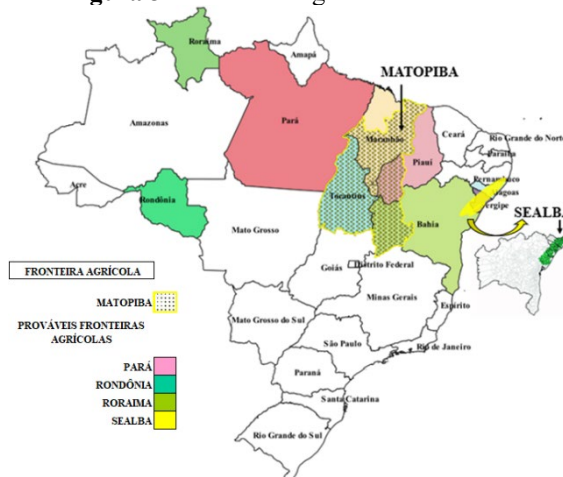 Roraima
Amapá
MATOPIBA
Amazonas
Pará
Maranhão
Ceará
Rio Grande do Norte
Paraíba
Piauí
Pernambuco
Acre
Rondônia
Tocantins
Bahia
SEALBA
Mato Grosso
Goiás
Distrito Federal
FRONTEIRA AGRÍCOLA
Minas Gerais
MATOPIBA
Espírito
Mato Grosso do Sul
PROVÁVEIS FRONTEIRAS
AGRÍCOLAS
São Paulo
Rio de Janeiro
Paraná
PARÁ
RONDÔNIA
RORAIMA
SEALBA
Santa Catarina
Rio Grande do Sul